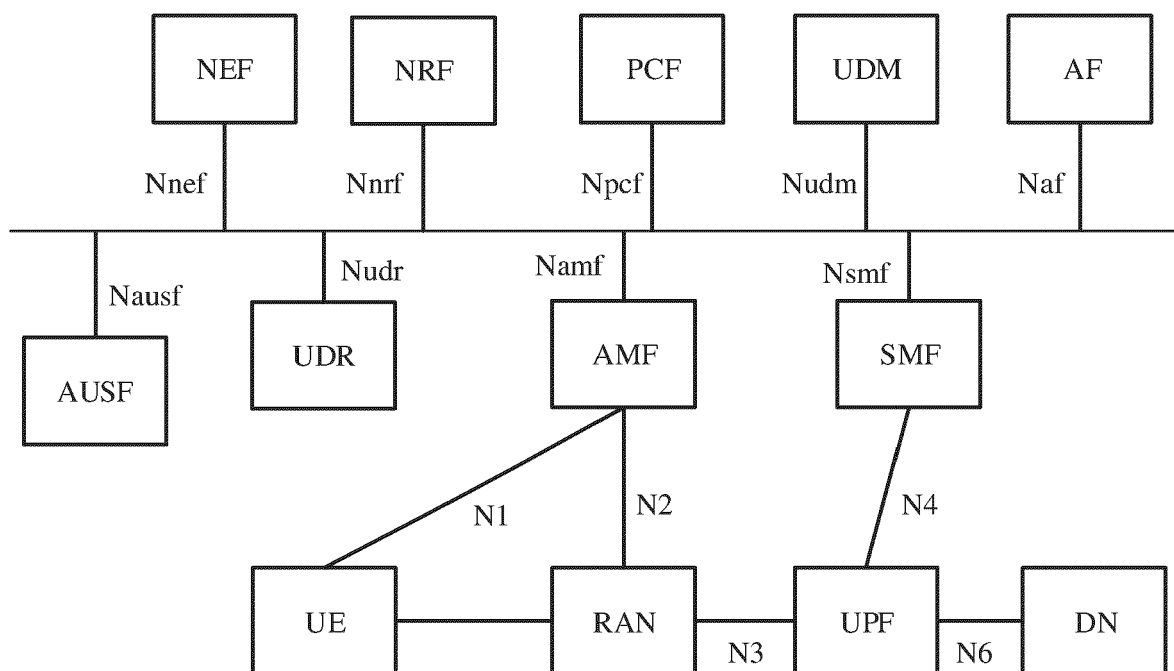 NEF NRF PCF UDM AF
Nnef Nnrf Npcf Nudm Naf
Nausf Nudr Namf Nsmf
AUSF UDR AMF SMF
N1 N2 N4
UE RAN UPF DN
N3 N6